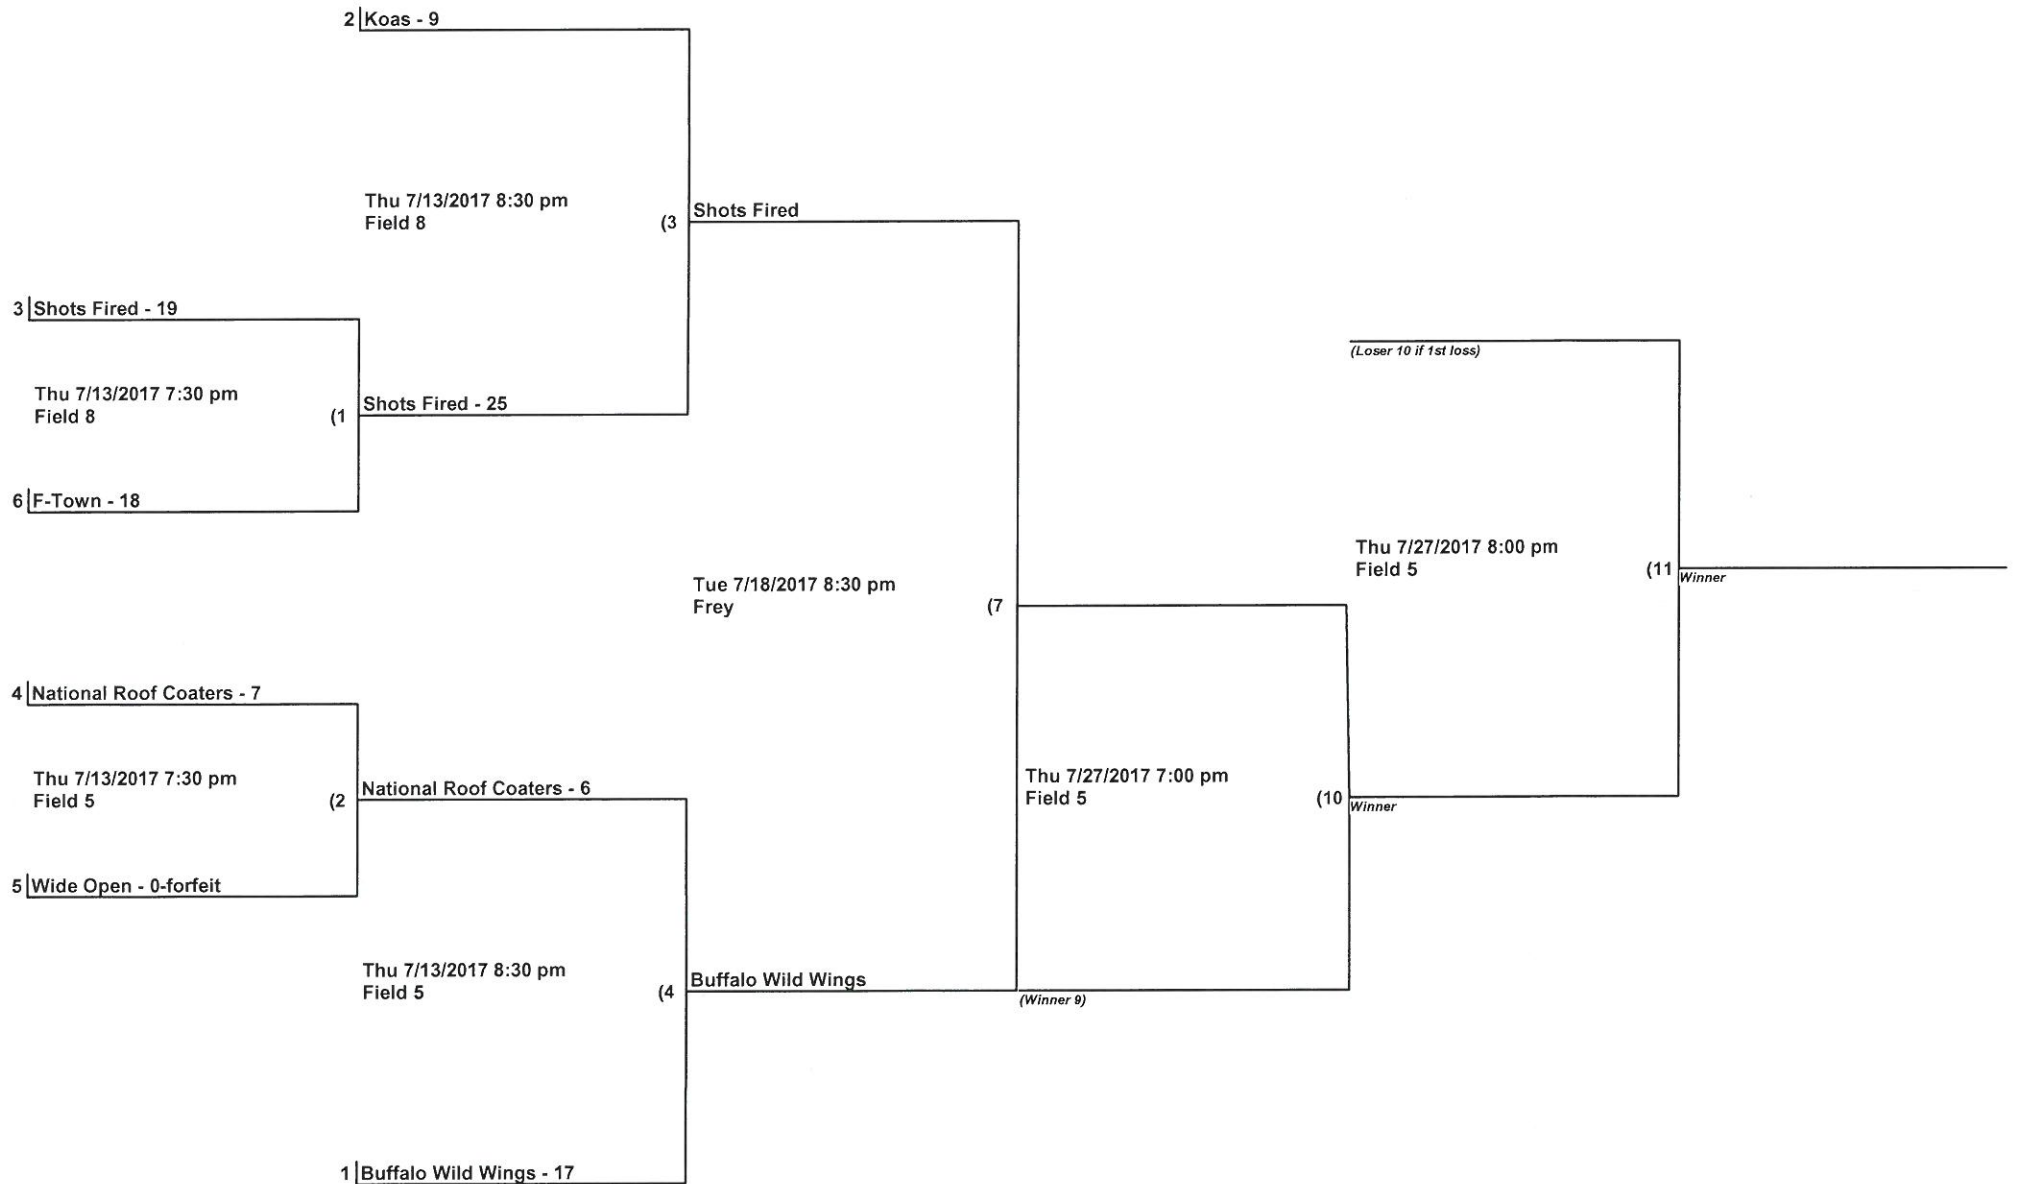 2 Koas - 9
Thu 7/13/2017 8:30 pm
Field 8
(3 Shots Fired
3 Shots Fired - 19
(Loser 10 if 1st loss)
Thu 7/13/2017 7:30 pm
Field 8
(1 Shots Fired - 25
6 F-Town - 18
Thu 7/27/2017 8:00 pm
Field 5
(11 Winner
Tue 7/18/2017 8:30 pm
Frey
(7
4 National Roof Coaters - 7
Thu 7/13/2017 7:30 pm
Field 5
(2 National Roof Coaters - 6
Thu 7/27/2017 7:00 pm
Field 5
(10 Winner
5 Wide Open - 0-forfeit
Thu 7/13/2017 8:30 pm
Field 5
(4 Buffalo Wild Wings
(Winner 9)
1 Buffalo Wild Wings - 17